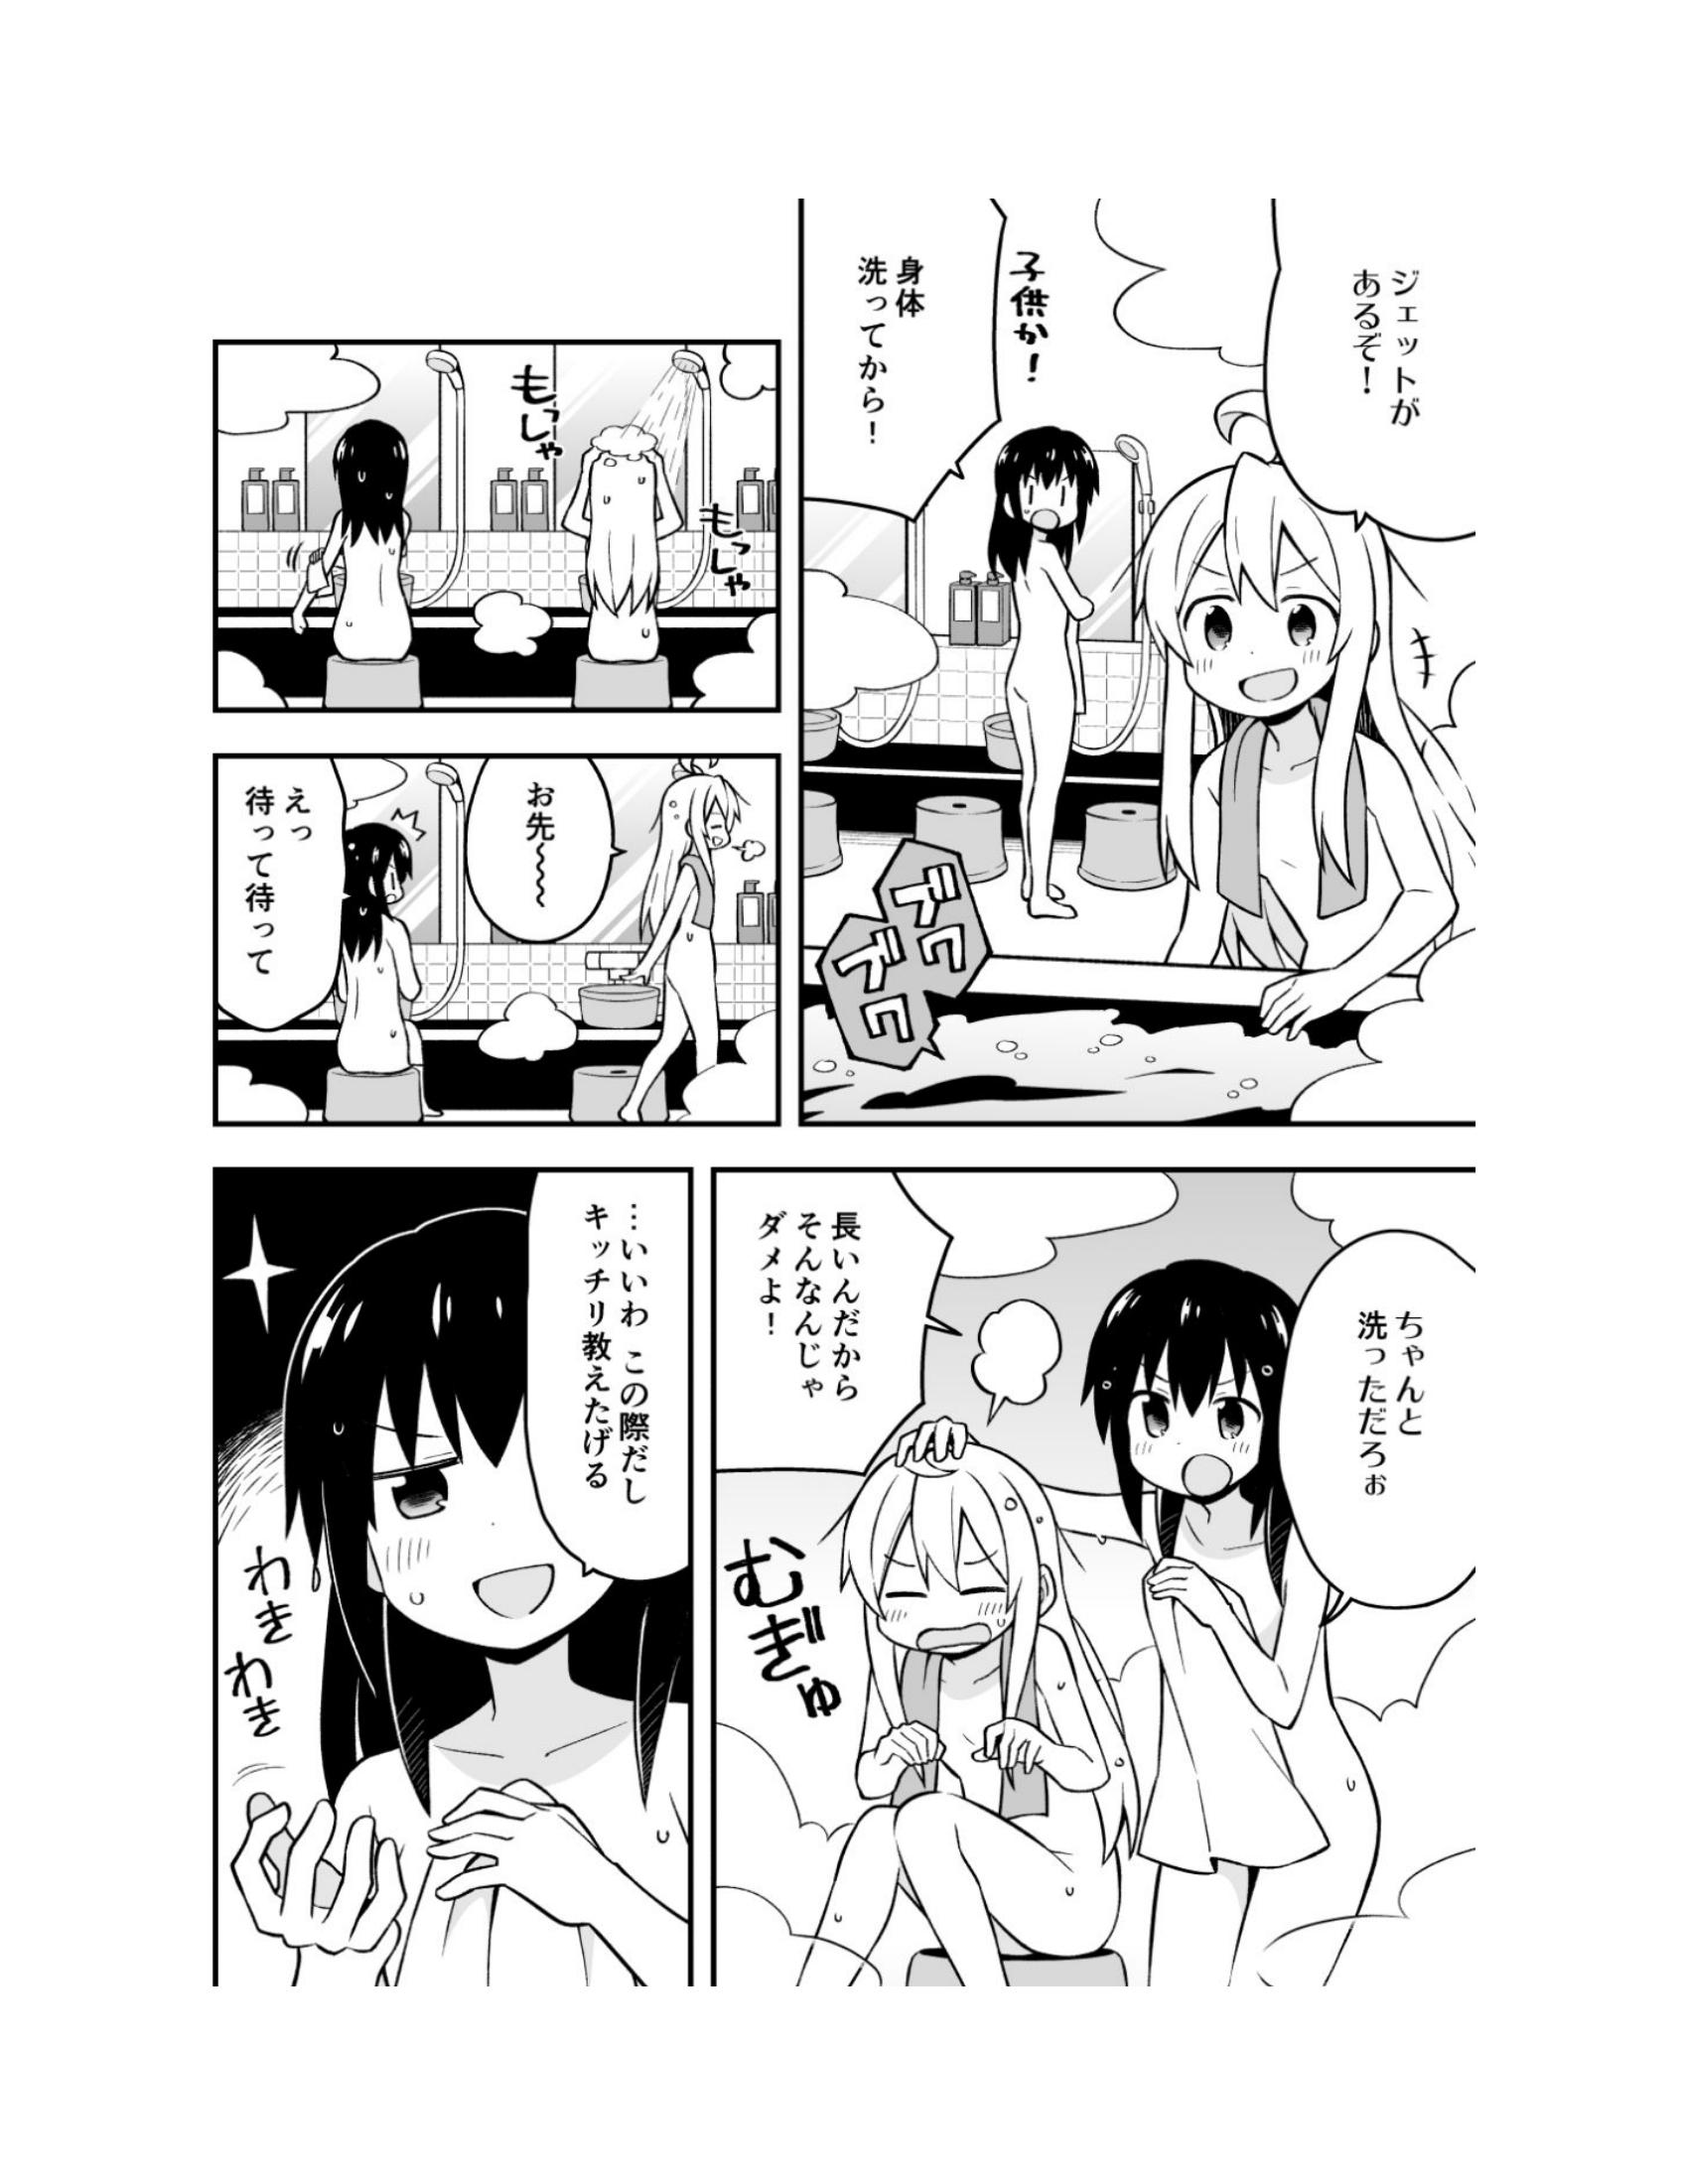 ジェットが
あるぞ！
子供か！
身体
洗ってから！
ブクブク
もっしゃ
もっしゃ
お先〜〜〜
えっ
待って待って
ちゃんと
洗っただろぉ
長いんだから
そんなんじゃ
ダメよ！
むぎゅ
…いいわ この際だし
キッチリ教えたげる
わき
わき